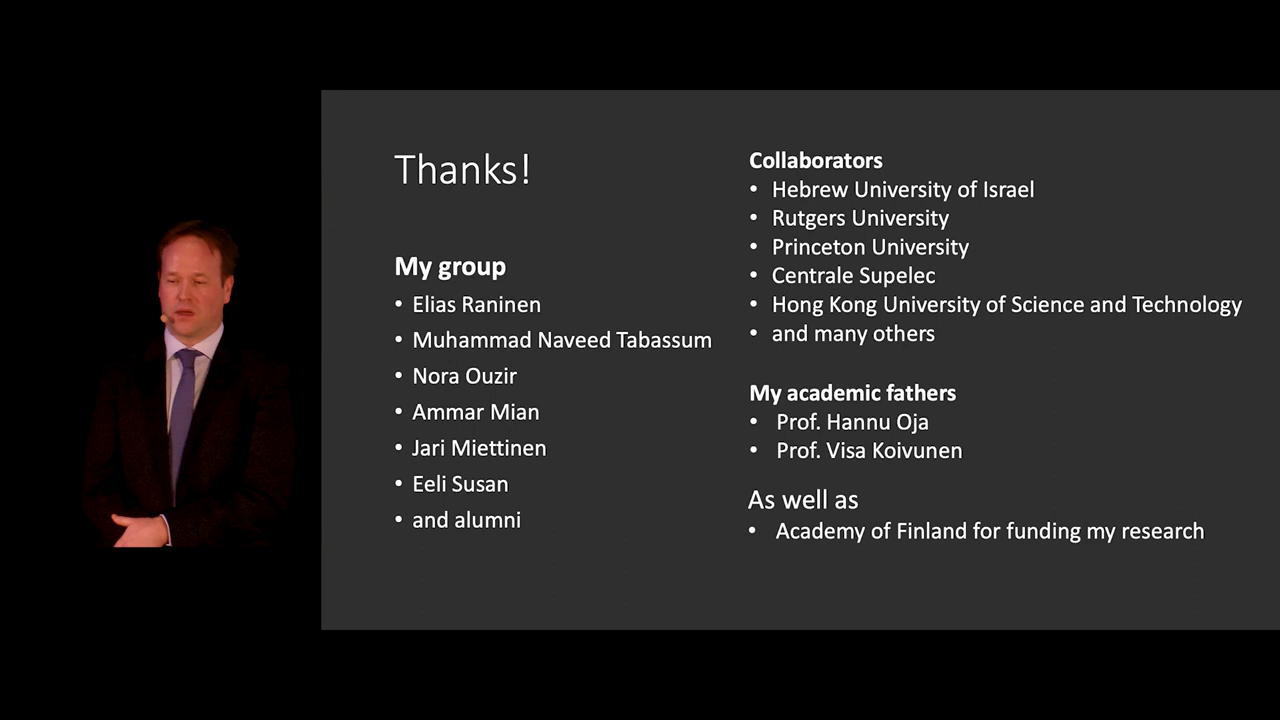 Thanks!
My group
• Elias Raninen
• Muhammad Naveed Tabassum
• Nora Ouzir
• Ammar Mian
• Jari Miettinen
• Eeli Susan
• and alumni
Collaborators
• Hebrew University of Israel
• Rutgers University
• Princeton University
• Centrale Supelec
• Hong Kong University of Science and Technology
• and many others
My academic fathers
• Prof. Hannu Oja
• Prof. Visa Koivunen
As well as
• Academy of Finland for funding my research